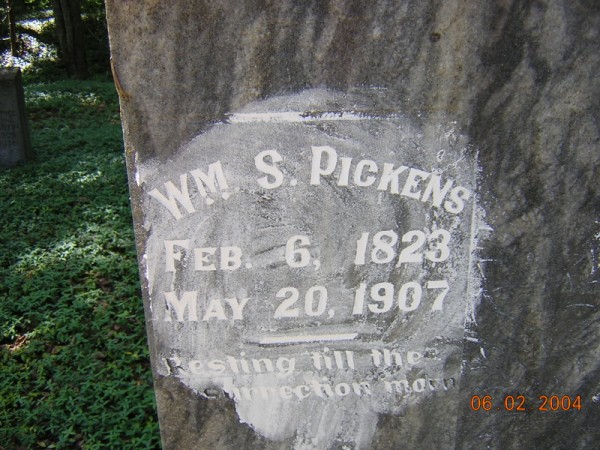 WM S. PICKENS
FEB. 6, 1823
MAY 20, 1907
Resting till the
06 02 2004